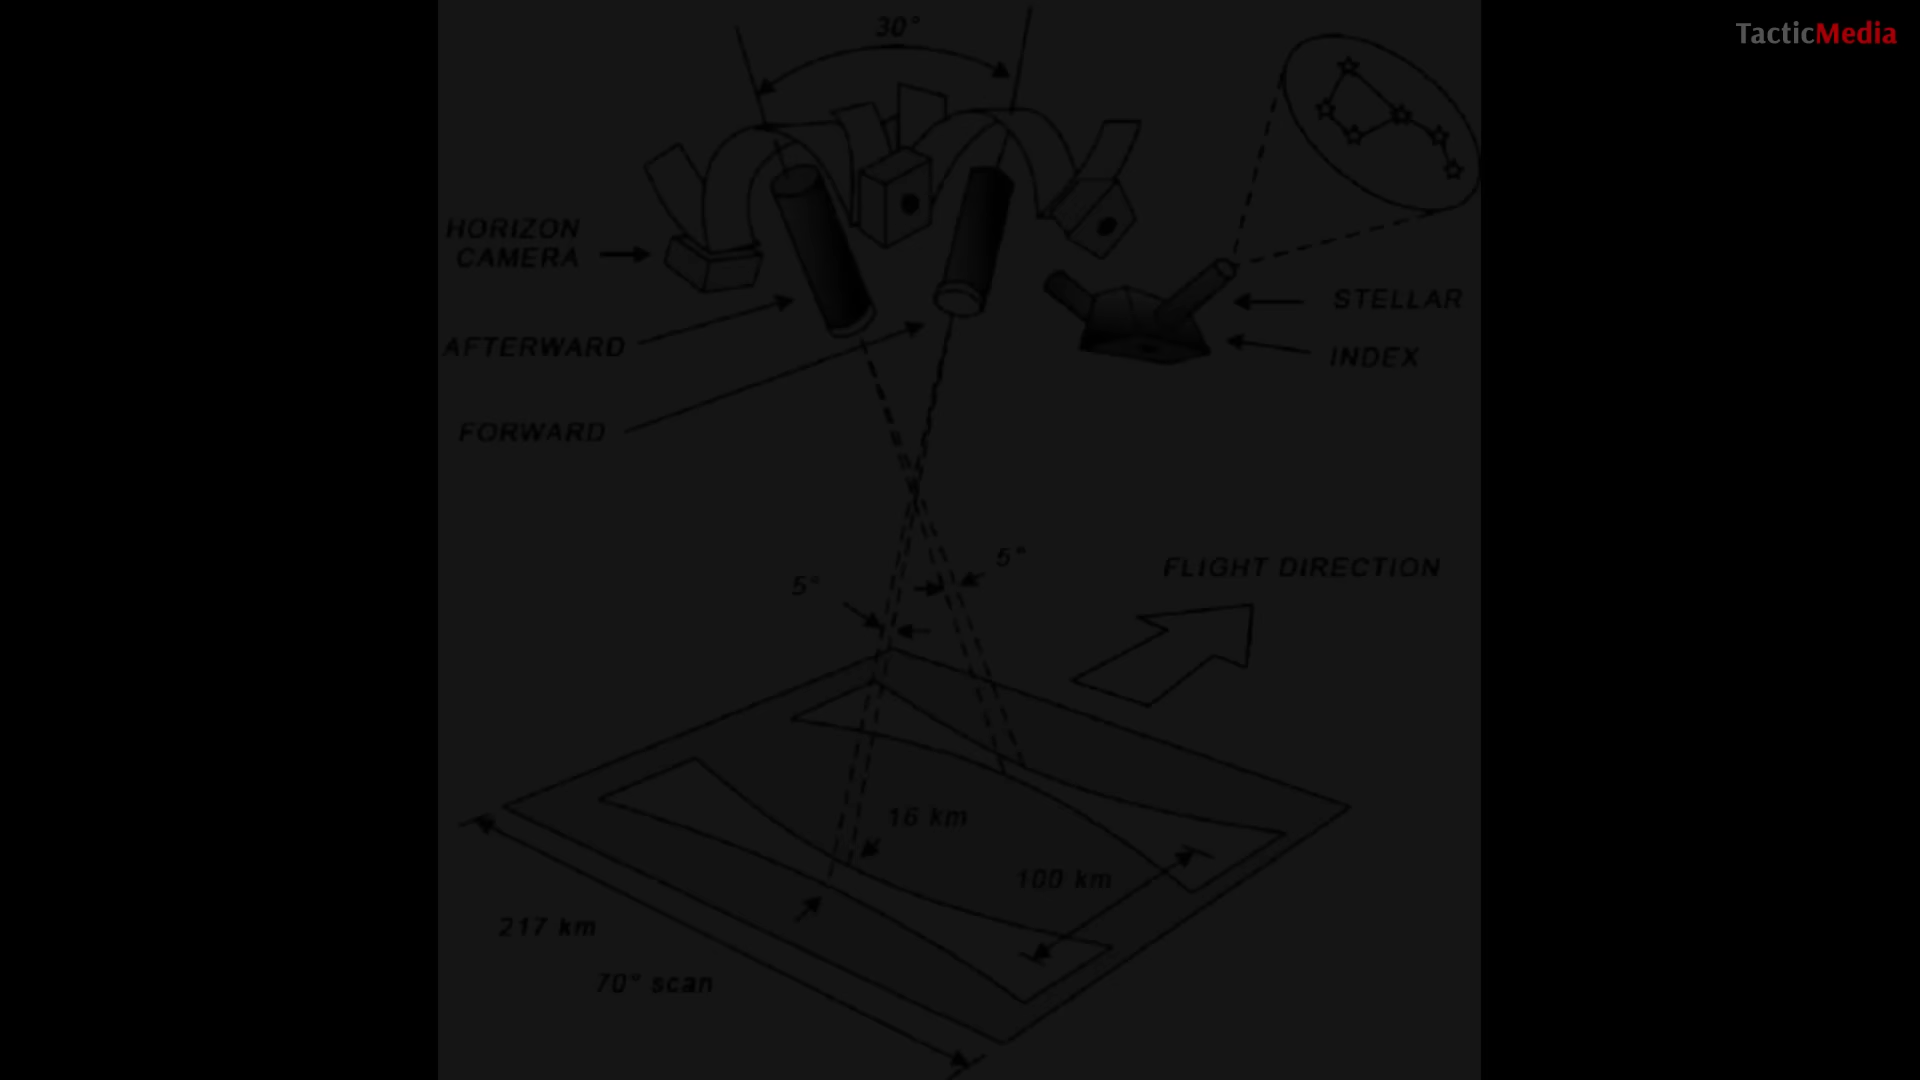 TacticMedia
30°
HORIZON
CAMERA
AFTERWARD
FORWARD
STELLAR
INDEX
5°
5°
FLIGHT DIRECTION
16 km
100 km
217 km
70° scan